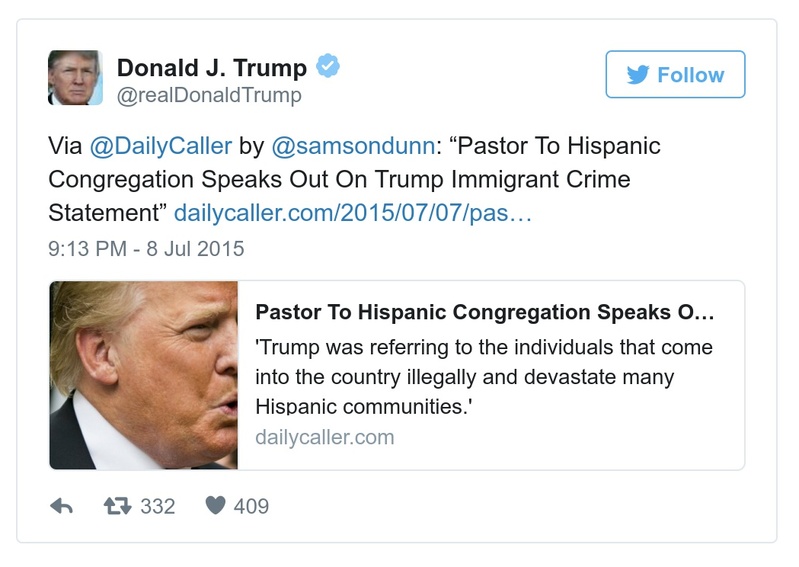 Donald J. Trump
@realDonaldTrump
Follow
Via @DailyCaller by @samsondunn: “Pastor To Hispanic
Congregation Speaks Out On Trump Immigrant Crime
Statement” dailycaller.com/2015/07/07/pas…
9:13 PM - 8 Jul 2015
Pastor To Hispanic Congregation Speaks O…
'Trump was referring to the individuals that come
into the country illegally and devastate many
Hispanic communities.'
dailycaller.com
332 409